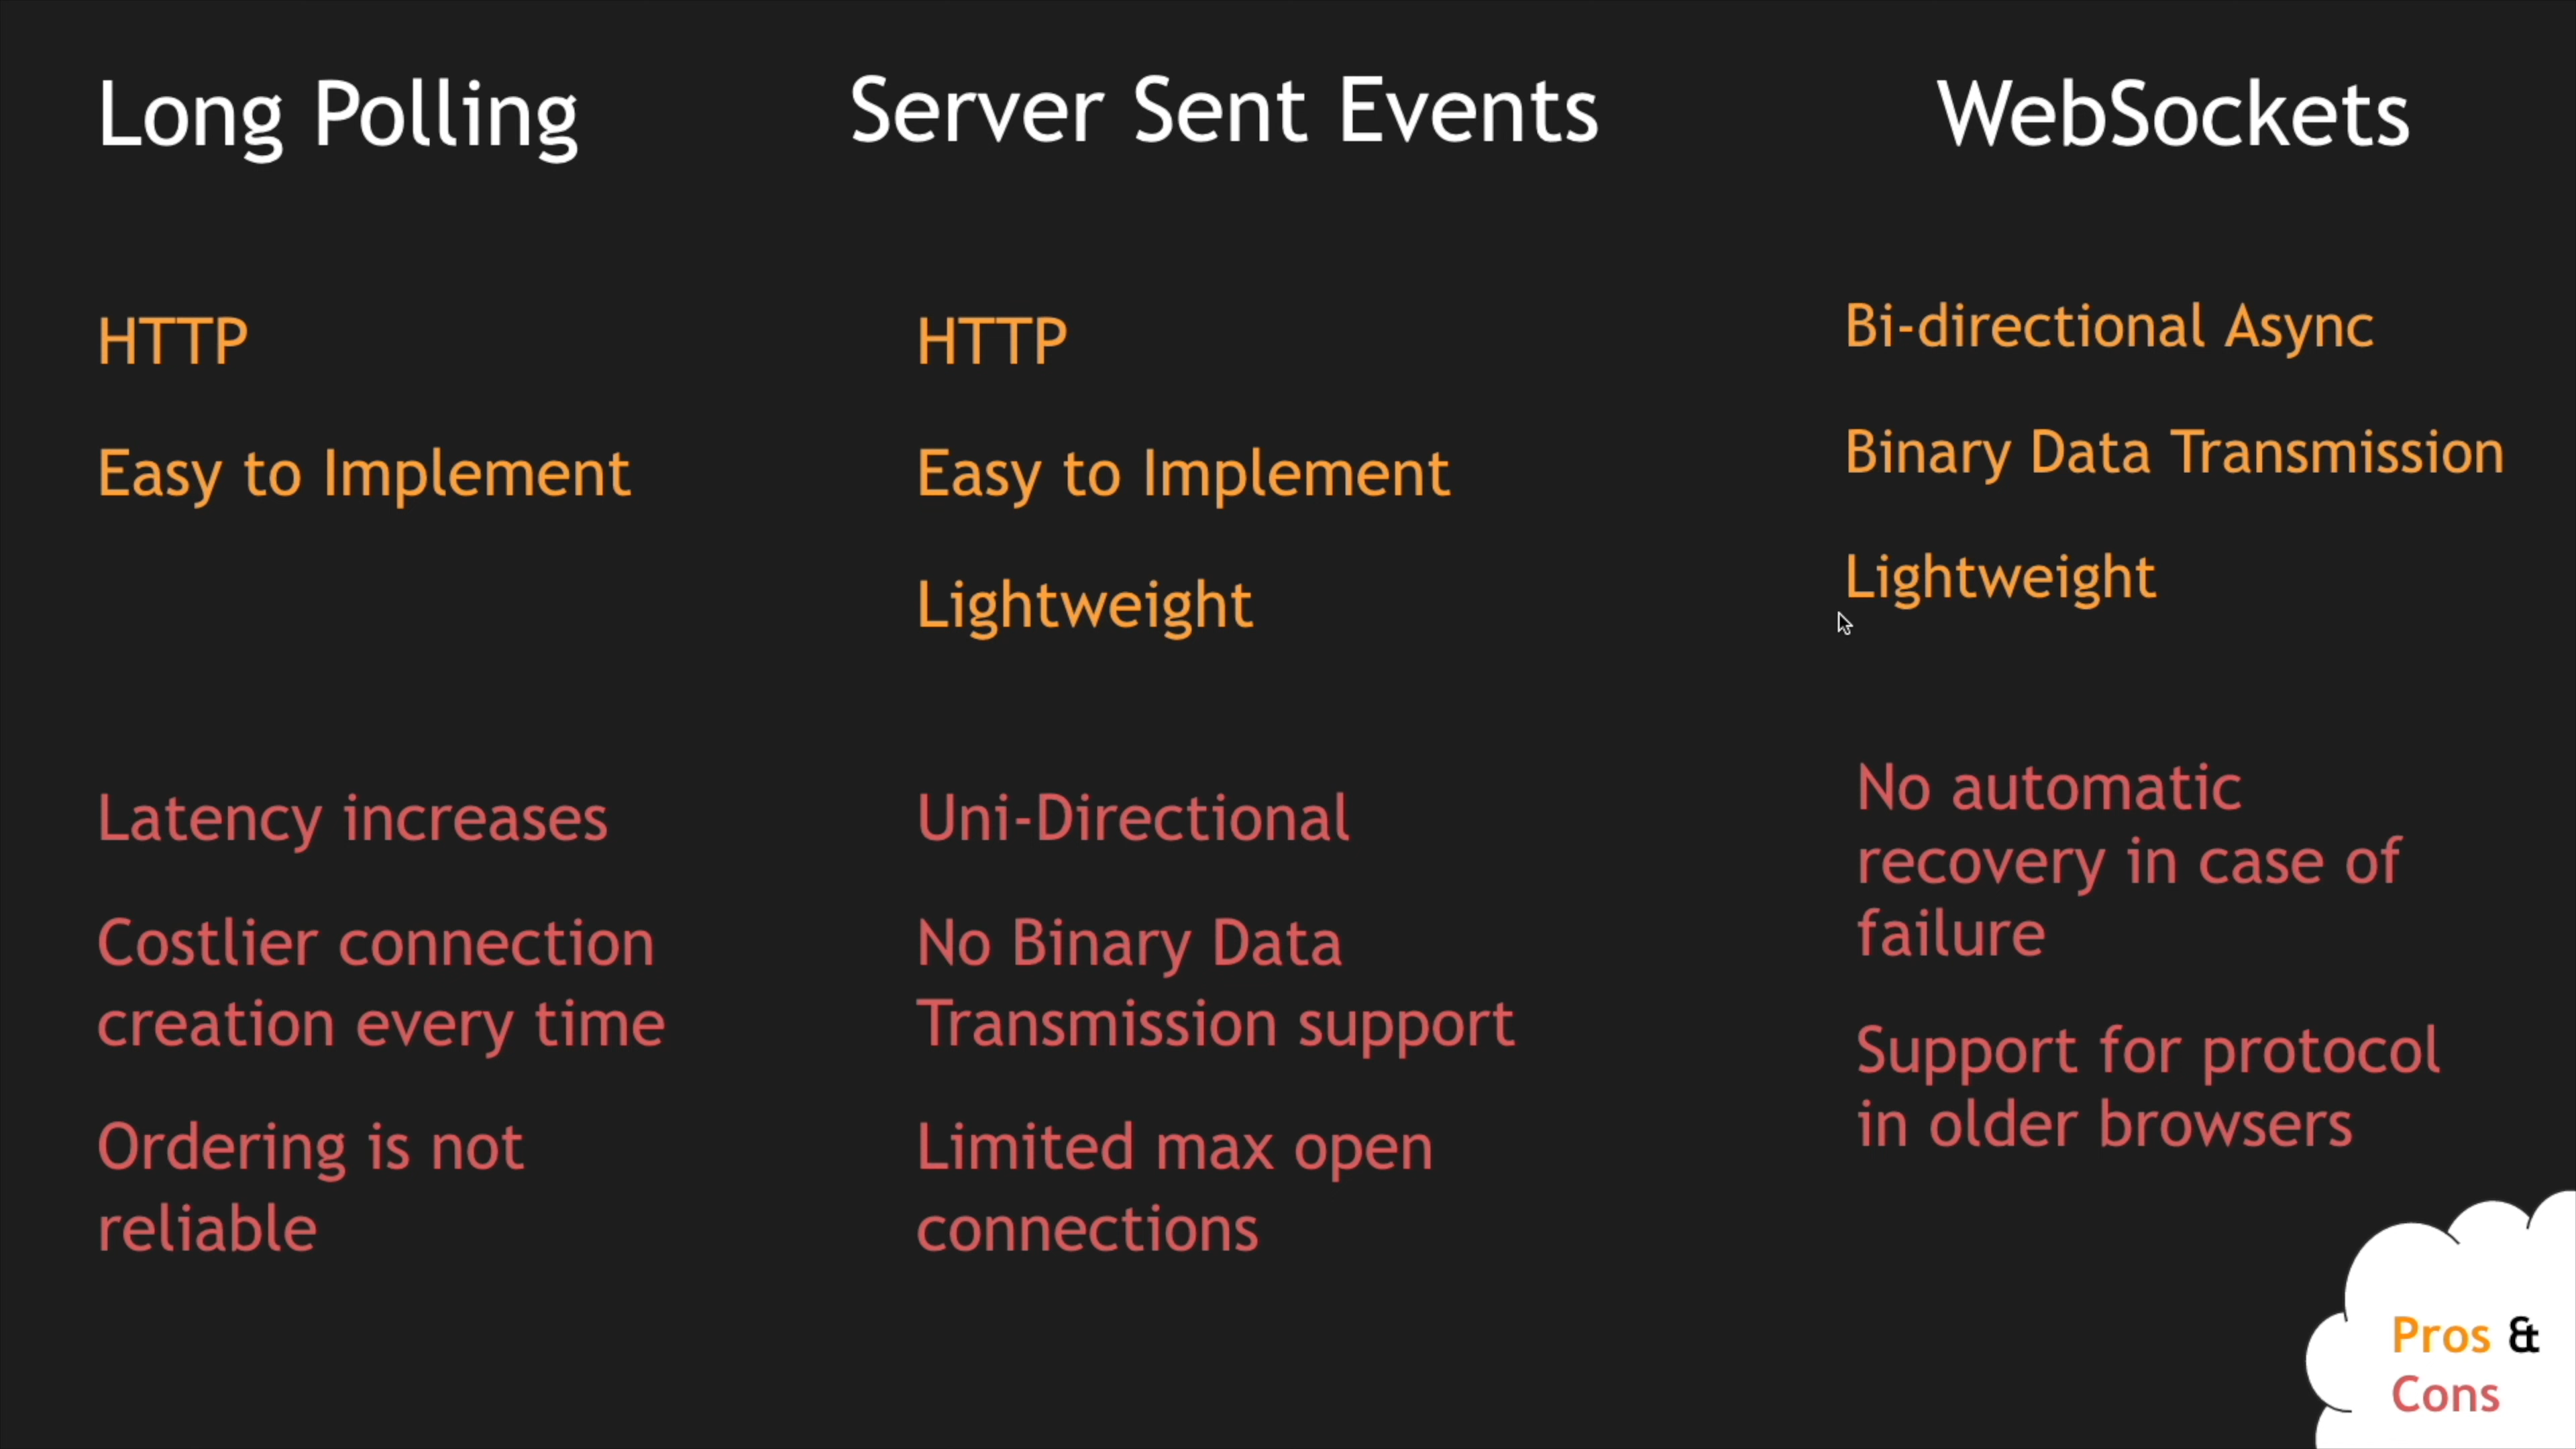 Long Polling
HTTP
Easy to Implement
Latency increases
Costlier connection
creation every time
Ordering is not
reliable
Server Sent Events
HTTP
Easy to Implement
Lightweight
Uni-Directional
No Binary Data
Transmission support
Limited max open
connections
WebSockets
Bi-directional Async
Binary Data Transmission
Lightweight
No automatic
recovery in case of
failure
Support for protocol
in older browsers
Pros &
Cons